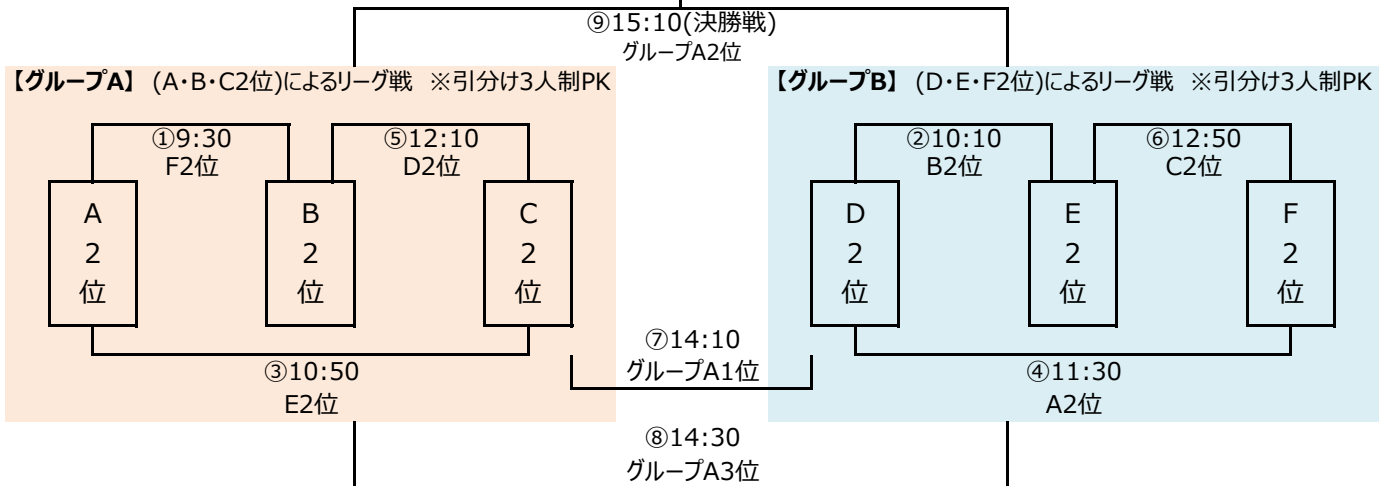 ⑨15:10(決勝戦)
グループA2位
【グループA】 (A・B・C2位)によるリーグ戦 ※引分け3人制PK
【グループB】 (D・E・F2位)によるリーグ戦 ※引分け3人制PK
①9:30
F2位
⑤12:10
D2位
②10:10
B2位
⑥12:50
C2位
A
2
位
B
2
位
C
2
位
D
2
位
E
2
位
F
2
位
⑦14:10
グループA1位
③10:50
E2位
④11:30
A2位
⑧14:30
グループA3位